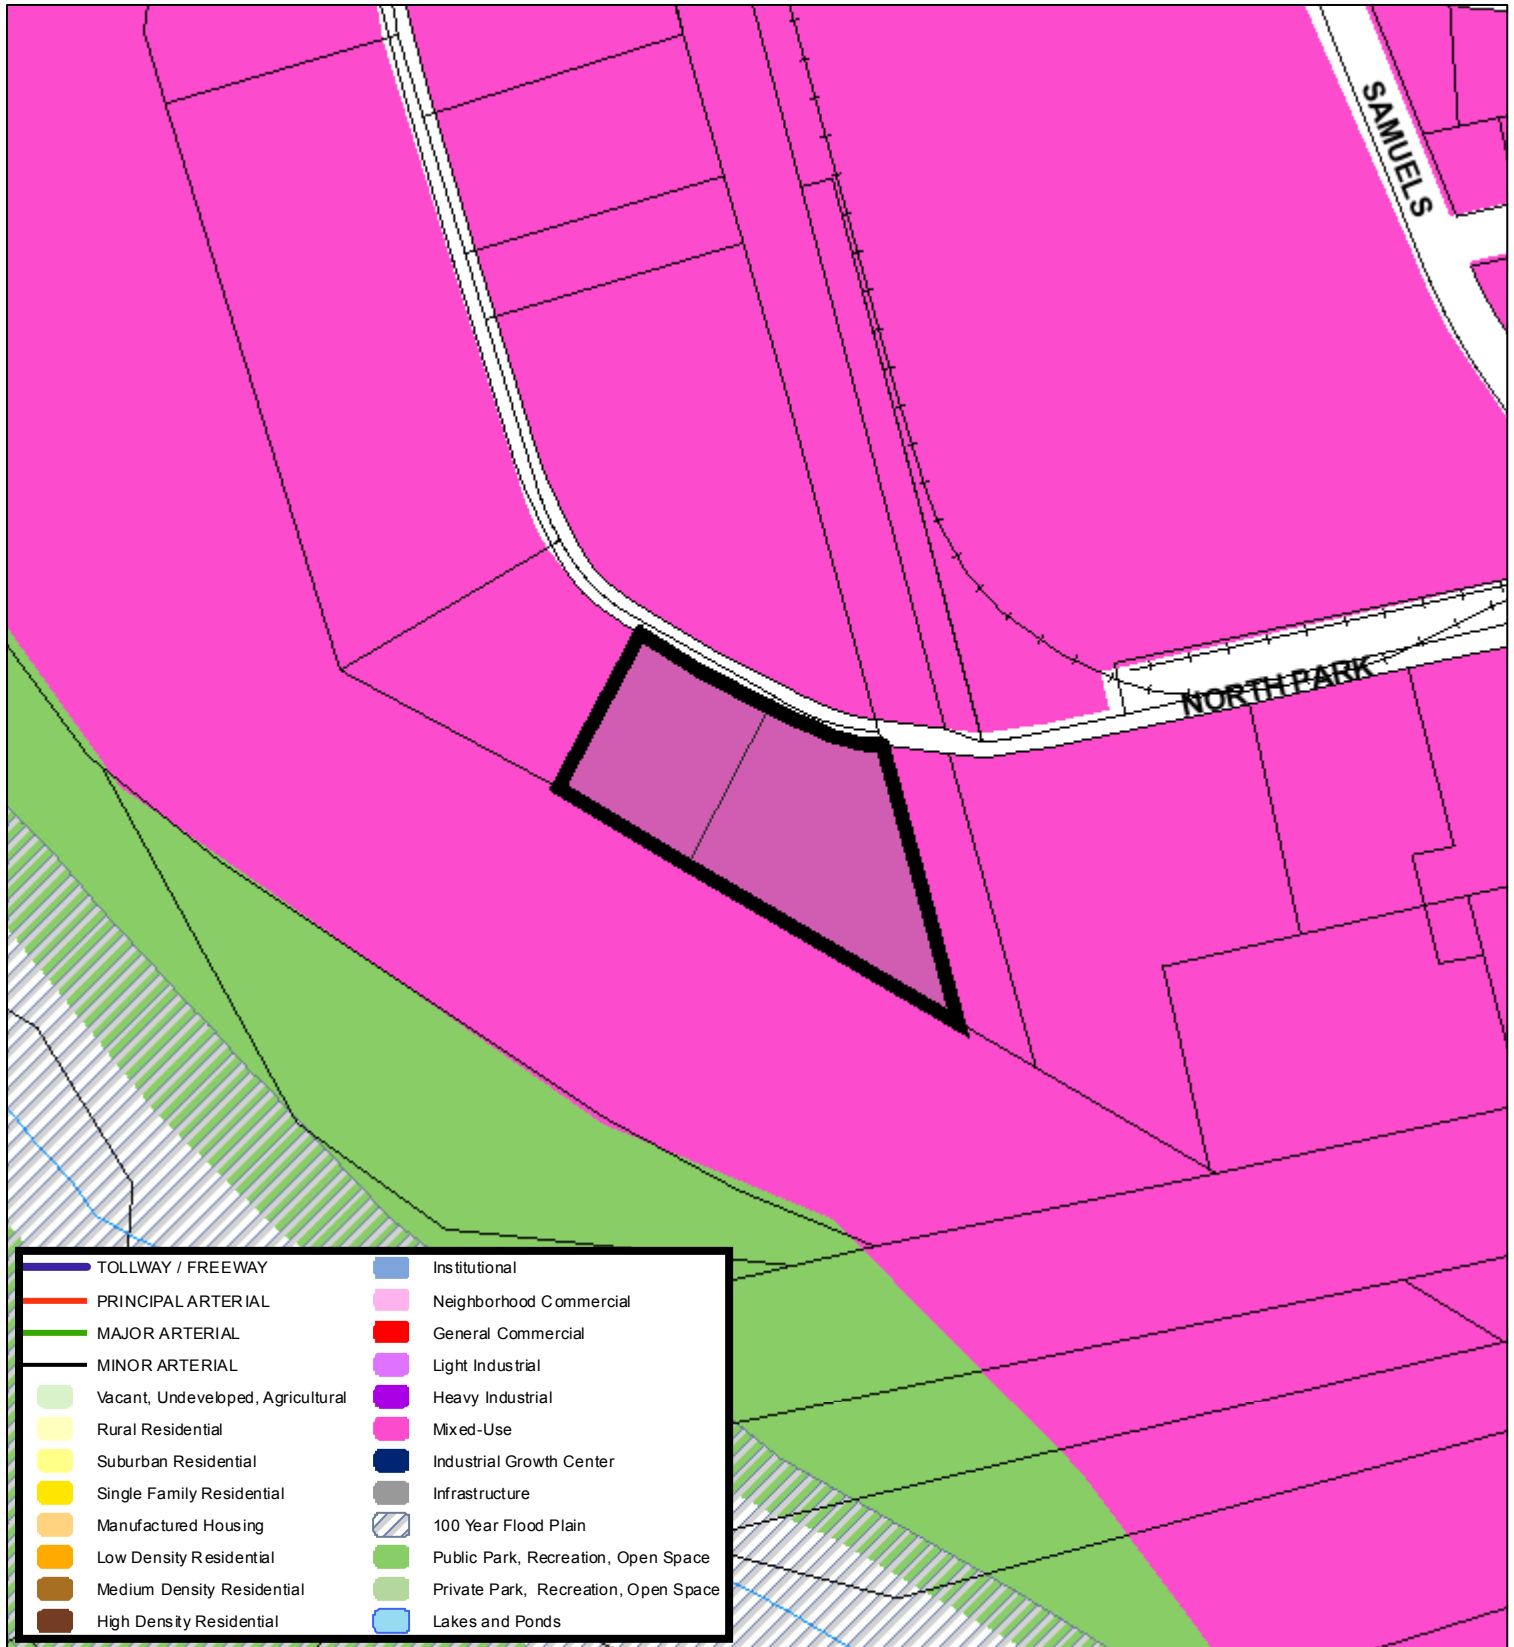 SAMUELS
NORTH PARK
TOLLWAY / FREEWAY
PRINCIPAL ARTERIAL
MAJOR ARTERIAL
MINOR ARTERIAL
Vacant, Undeveloped, Agricultural
Rural Residential
Suburban Residential
Single Family Residential
Manufactured Housing
Low Density Residential
Medium Density Residential
High Density Residential
Institutional
Neighborhood Commercial
General Commercial
Light Industrial
Heavy Industrial
Mixed-Use
Industrial Growth Center
Infrastructure
100 Year Flood Plain
Public Park, Recreation, Open Space
Private Park, Recreation, Open Space
Lakes and Ponds